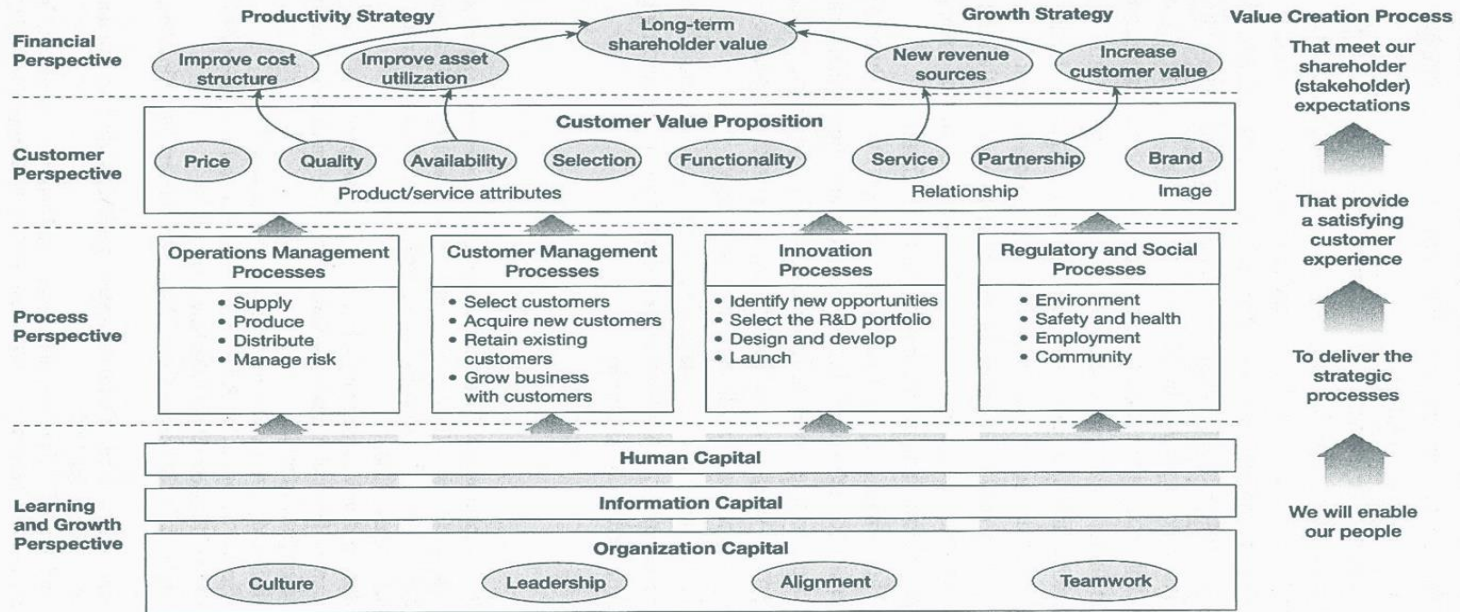 Productivity Strategy
Growth Strategy
Value Creation Process
Financial
Perspective
Improve cost
structure
Improve asset
utilization
Long-term
shareholder value
New revenue
sources
Increase
customer value
That meet our
shareholder
(stakeholder)
expectations
Customer
Perspective
Customer Value Proposition
Price
Quality
Availability
Selection
Functionality
Service
Partnership
Brand
Product/service attributes
Relationship
Image
That provide
a satisfying
customer
experience
Process
Perspective
Operations Management
Processes
• Supply
• Produce
• Distribute
• Manage risk
Customer Management
Processes
• Select customers
• Acquire new customers
• Retain existing
customers
• Grow business
with customers
Innovation
Processes
• Identify new opportunities
• Select the R&D portfolio
• Design and develop
• Launch
Regulatory and Social
Processes
• Environment
• Safety and health
• Employment
• Community
To deliver the
strategic
processes
Learning
and Growth
Perspective
Human Capital
Information Capital
Organization Capital
Culture
Leadership
Alignment
Teamwork
We will enable
our people